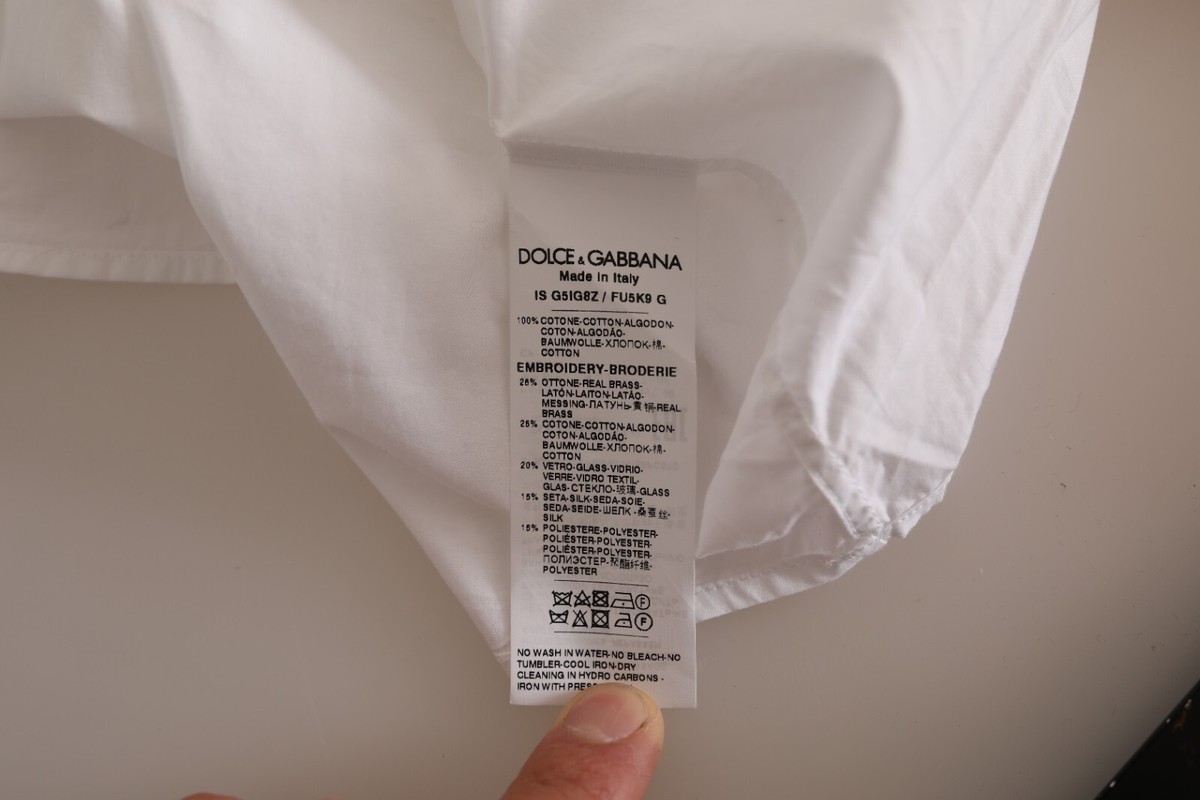 DOLCE & GABBANA
Made in Italy
IS G5IG8Z / FU5K9 G
100% COTONE-COTTON-ALGODON-
COTON-ALGODÃO-
BAUMWOLLE-ХЛОПОК-棉-
COTTON
EMBROIDERY-BRODERIE
26% OTTONE-REAL BRASS-
LATÓN-LAITON-LATÃO-
MESSING-ЛАТУНЬ-黄铜-REAL
BRASS
25% COTONE-COTTON-ALGODON-
COTON-ALGODÃO-
BAUMWOLLE-ХЛОПОК-棉-
COTTON
20% VETRO-GLASS-VIDRIO-
VERRE-VIDRO TEXTIL-
GLAS-СТЕКЛО-玻璃-GLASS
15% SETA-SILK-SEDA-SOIE-
SEDA-SEIDE-ШЕЛК-桑蚕丝-
SILK
15% POLIESTERE-POLYESTER-
POLIÉSTER-POLYESTER-
POLIÉSTER-POLYESTER-
ПОЛИЭСТЕР-聚酯纤维-
POLYESTER
F
F
NO WASH IN WATER-NO BLEACH-NO
TUMBLER-COOL IRON-DRY
CLEANING IN HYDRO CARBONS -
IRON WITH